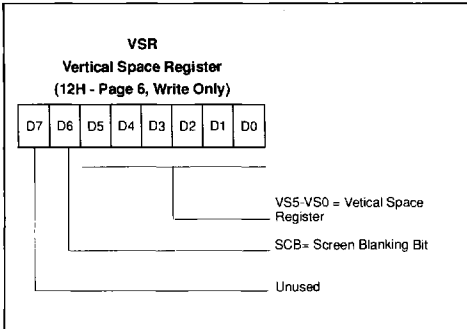 VSR
Vertical Space Register
(12H - Page 6, Write Only)
D7 D6 D5 D4 D3 D2 D1 D0
VS5-VS0 = Vetical Space
Register
SCB= Screen Blanking Bit
Unused